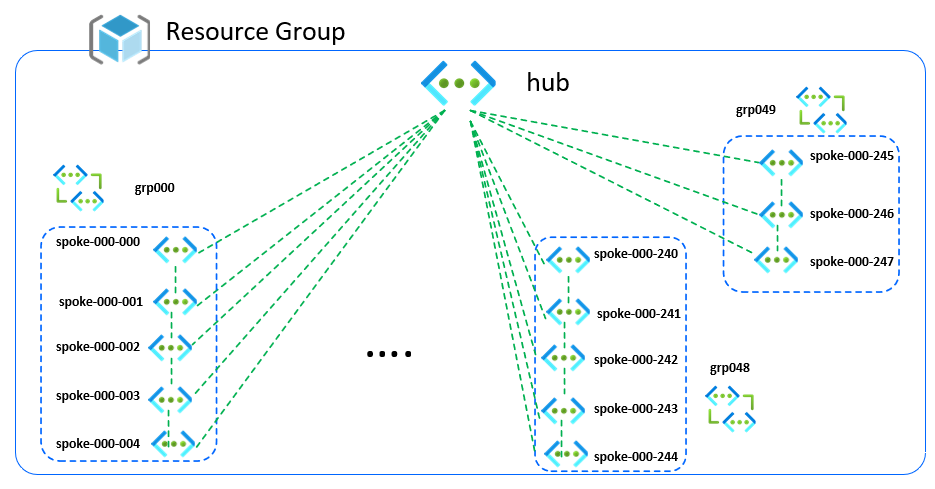 Resource Group
hub
grp049
spoke-000-245
spoke-000-246
spoke-000-247
grp000
spoke-000-000
spoke-000-001
spoke-000-002
spoke-000-003
spoke-000-004
....
spoke-000-240
spoke-000-241
spoke-000-242
spoke-000-243
spoke-000-244
grp048